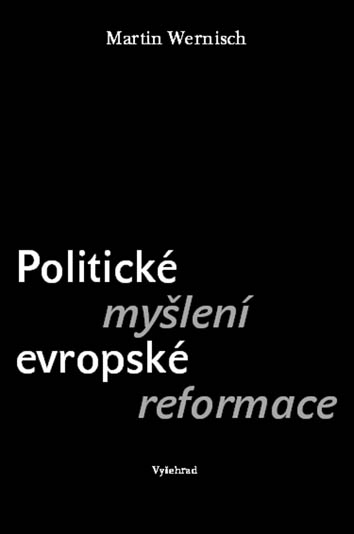 Martin Wernisch
Politické
myšlení
evropské
reformace
Vyšehrad